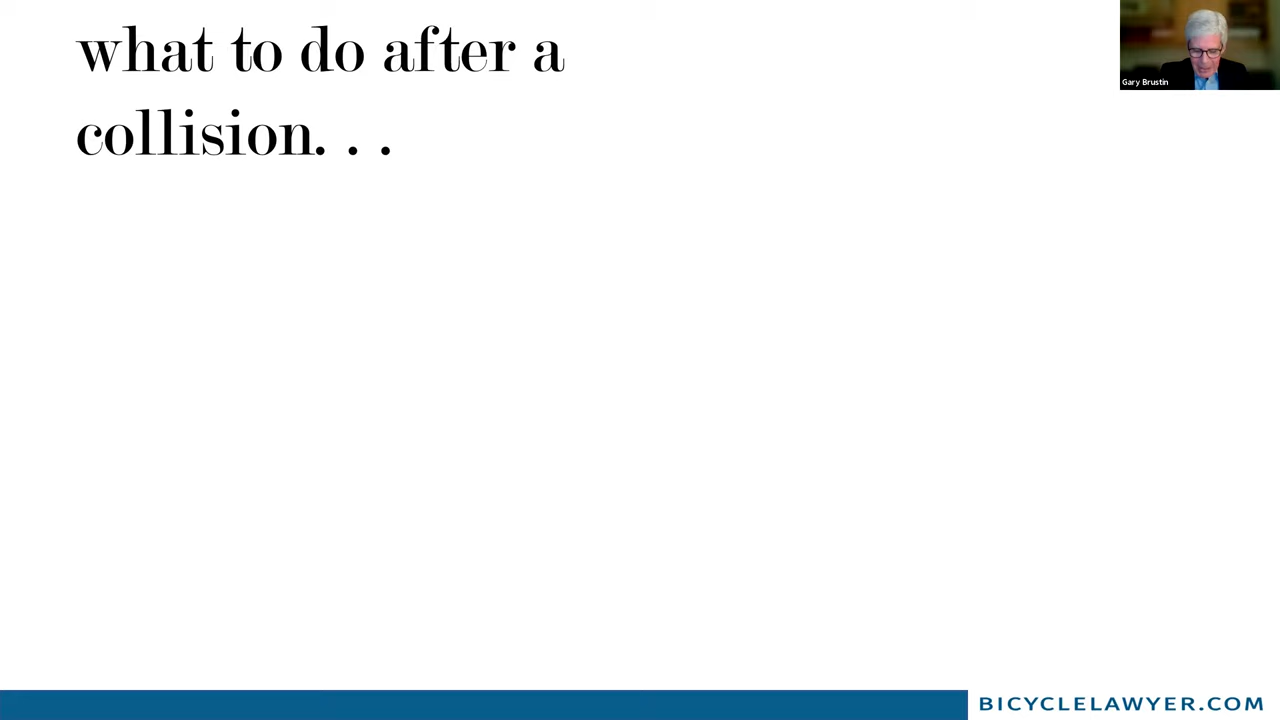 what to do after a
collision. . .
Gary Brustin
BICYCLELAWYER.COM